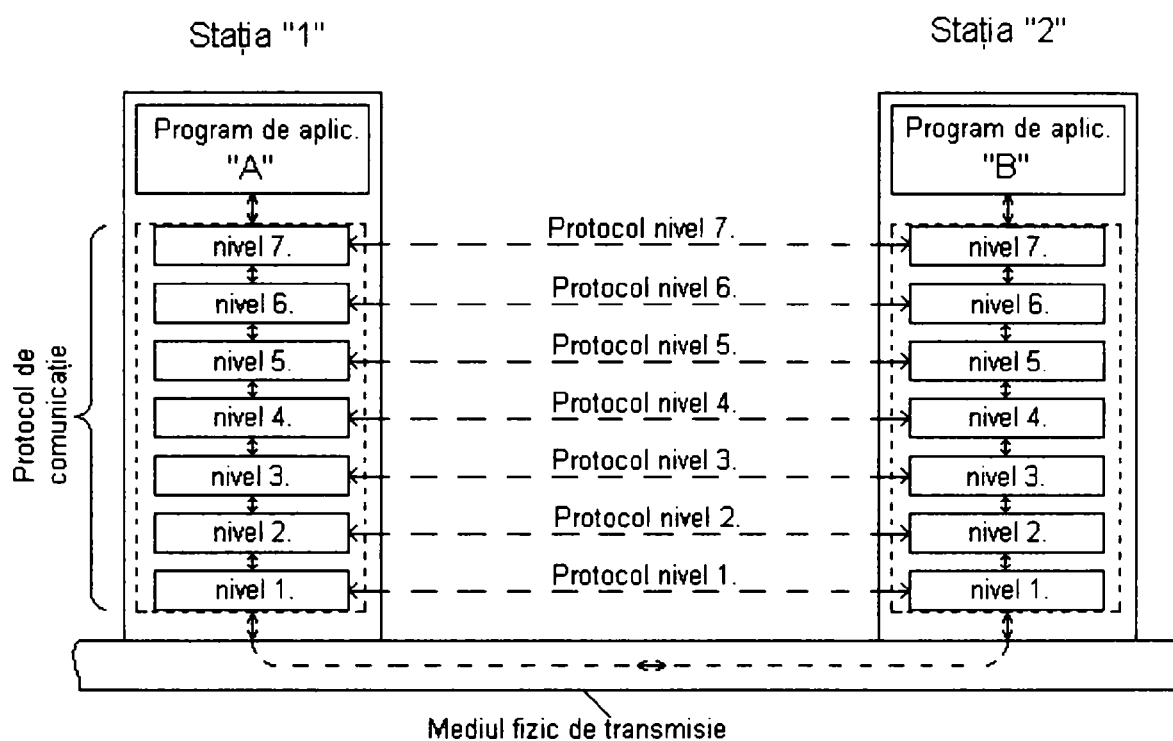 Stația "1"
Stația "2"
Program de aplic.
"A"
Program de aplic.
"B"
Protocol de
comunicație
nivel 7.
Protocol nivel 7.
nivel 7.
nivel 6.
Protocol nivel 6.
nivel 6.
nivel 5.
Protocol nivel 5.
nivel 5.
nivel 4.
Protocol nivel 4.
nivel 4.
nivel 3.
Protocol nivel 3.
nivel 3.
nivel 2.
Protocol nivel 2.
nivel 2.
nivel 1.
Protocol nivel 1.
nivel 1.
Mediul fizic de transmisie